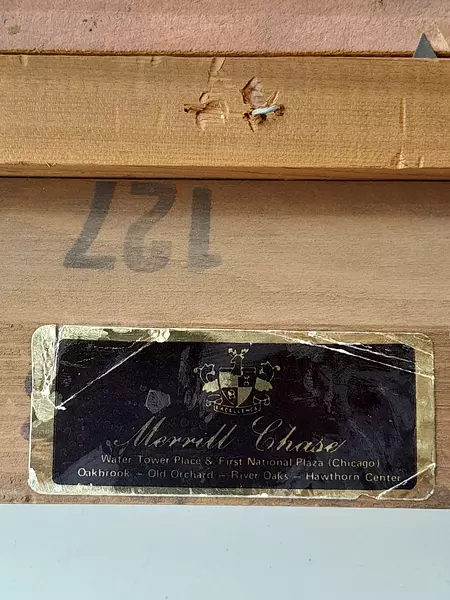 127
EXCELLENCE
Merrill Chase
Water Tower Place & First National Plaza (Chicago)
Oakbrook – Old Orchard – River Oaks – Hawthorn Center